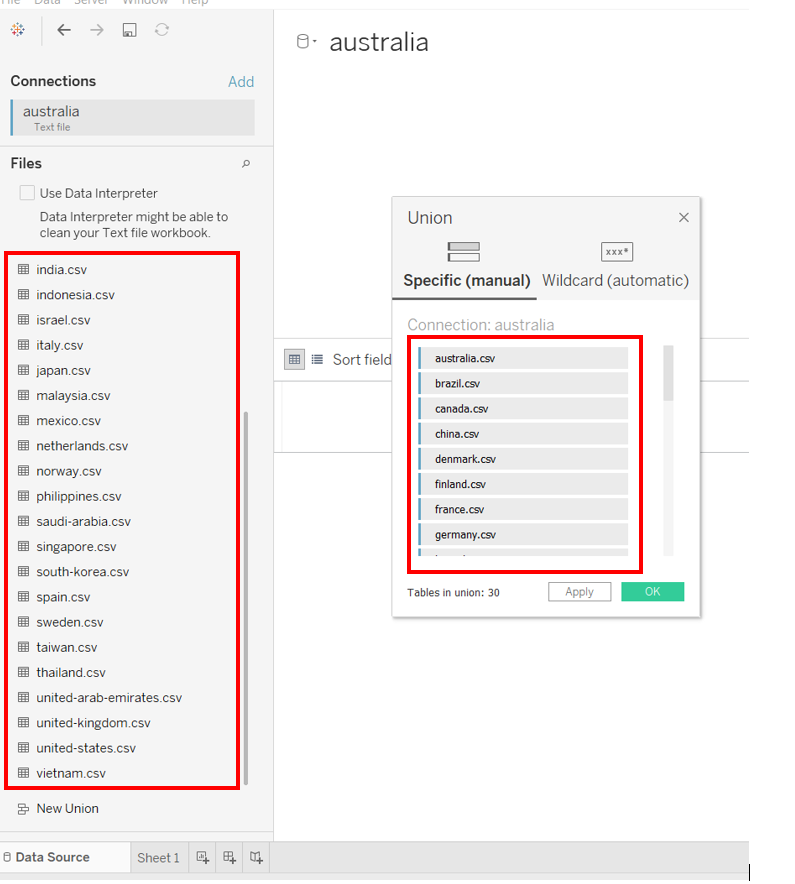 File Data Server Window Help
australia
Connections
Add
australia
Text file
Files
Use Data Interpreter
Data Interpreter might be able to
clean your Text file workbook.
india.csv
indonesia.csv
israel.csv
italy.csv
japan.csv
malaysia.csv
mexico.csv
netherlands.csv
norway.csv
philippines.csv
saudi-arabia.csv
singapore.csv
south-korea.csv
spain.csv
sweden.csv
taiwan.csv
thailand.csv
united-arab-emirates.csv
united-kingdom.csv
united-states.csv
vietnam.csv
New Union
Sort field
Union
xxx*
Specific (manual)
Wildcard (automatic)
Connection: australia
australia.csv
brazil.csv
canada.csv
china.csv
denmark.csv
finland.csv
france.csv
germany.csv
Tables in union: 30
Apply
OK
Data Source
Sheet 1